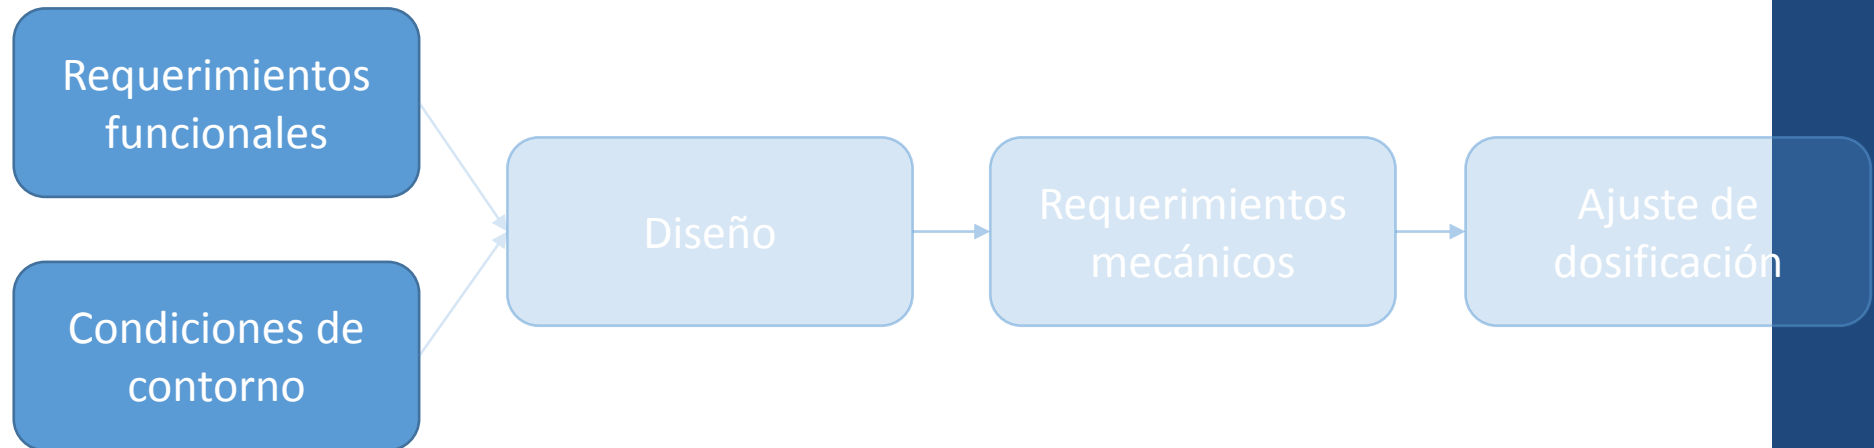 Requerimientos
funcionales
Condiciones de
contorno
Diseño
Requerimientos
mecánicos
Ajuste de
dosificación